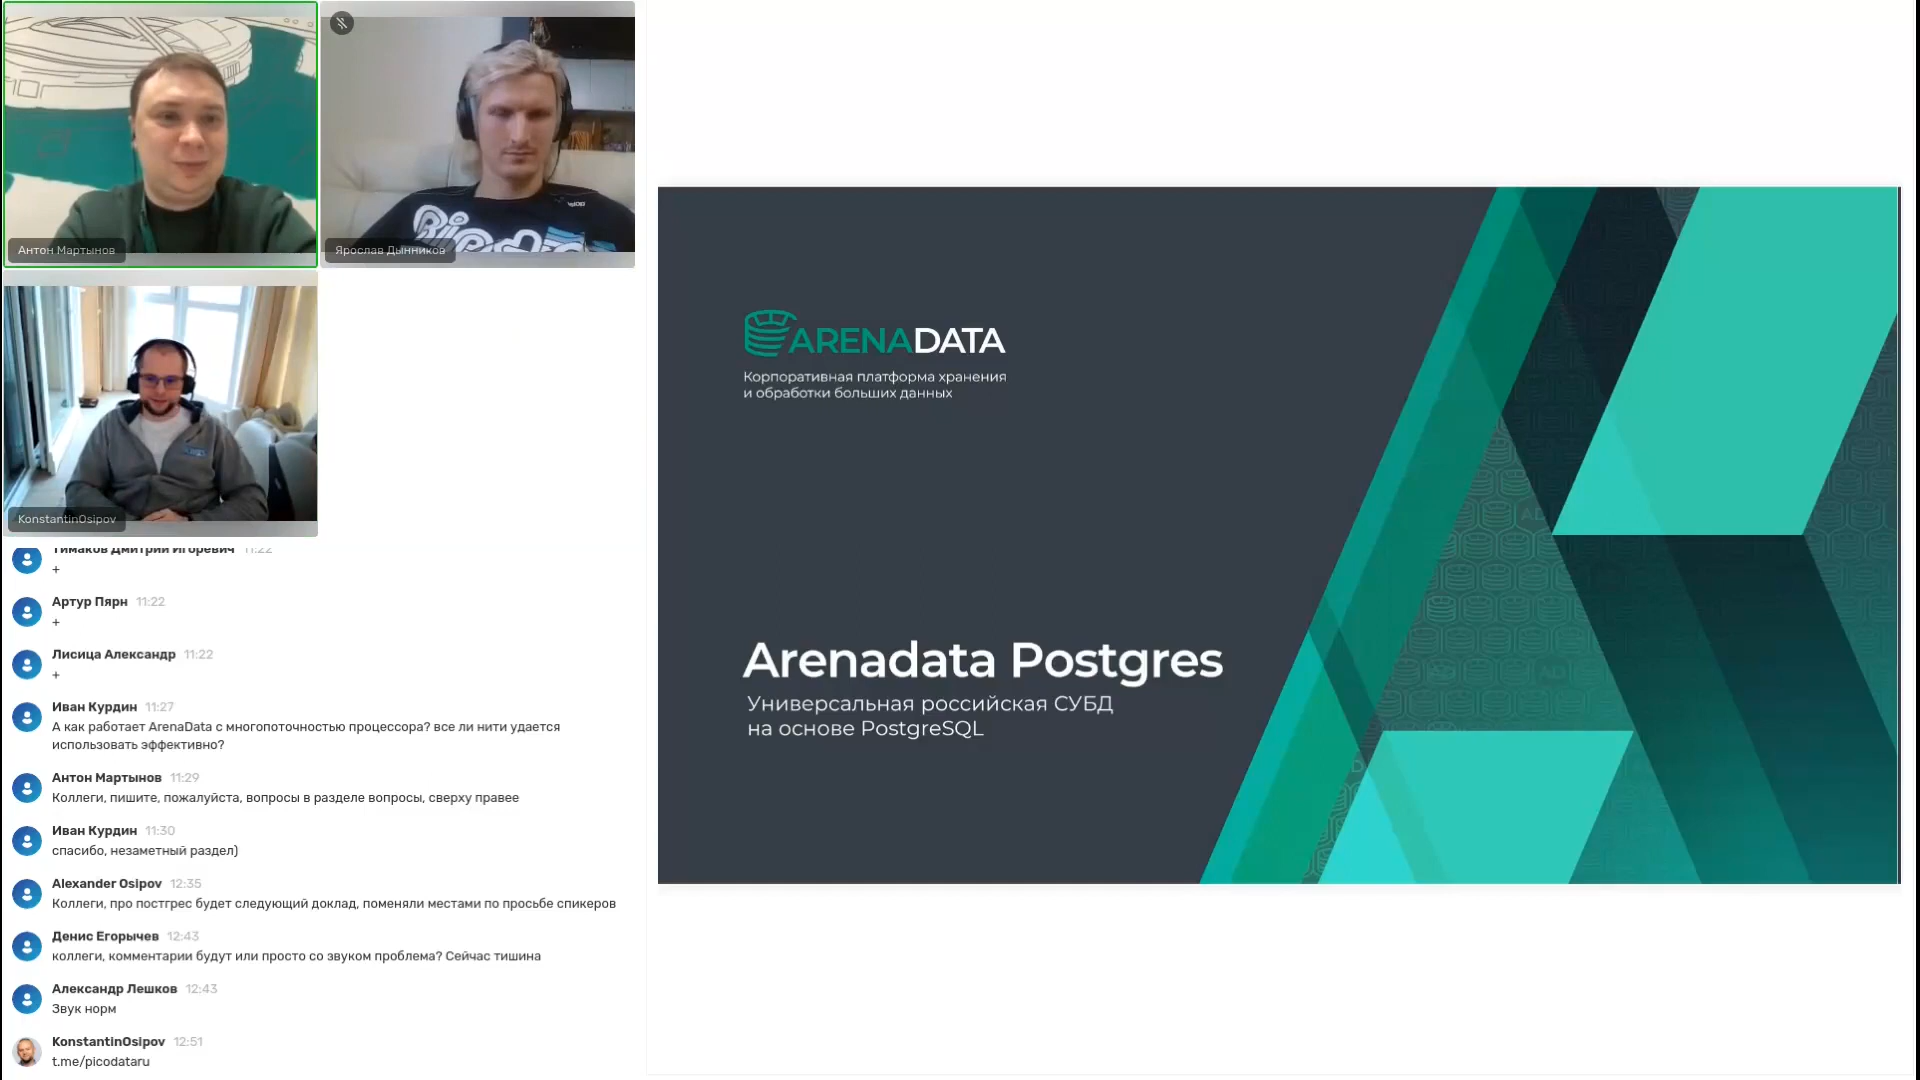 Антон Мартынов
Ярослав Дынников
KonstantinOsipov
Тимаков Дмитрий Игоревич 11:22
+
Артур Пярн 11:22
+
Лисица Александр 11:22
+
Иван Курдин 11:27
А как работает ArenaData с многопоточностью процессора? все ли нити удается
использовать эффективно?
Антон Мартынов 11:29
Коллеги, пишите, пожалуйста, вопросы в разделе вопросы, сверху правее
Иван Курдин 11:30
спасибо, незаметный раздел)
Alexander Osipov 12:35
Коллеги, про постгрес будет следующий доклад, поменяли местами по просьбе спикеров
Денис Егорычев 12:43
коллеги, комментарии будут или просто со звуком проблема? Сейчас тишина
Александр Лешков 12:43
Звук норм
KonstantinOsipov 12:51
t.me/picodataru
ARENADATA
Корпоративная платформа хранения
и обработки больших данных
Arenadata Postgres
Универсальная российская СУБД
на основе PostgreSQL